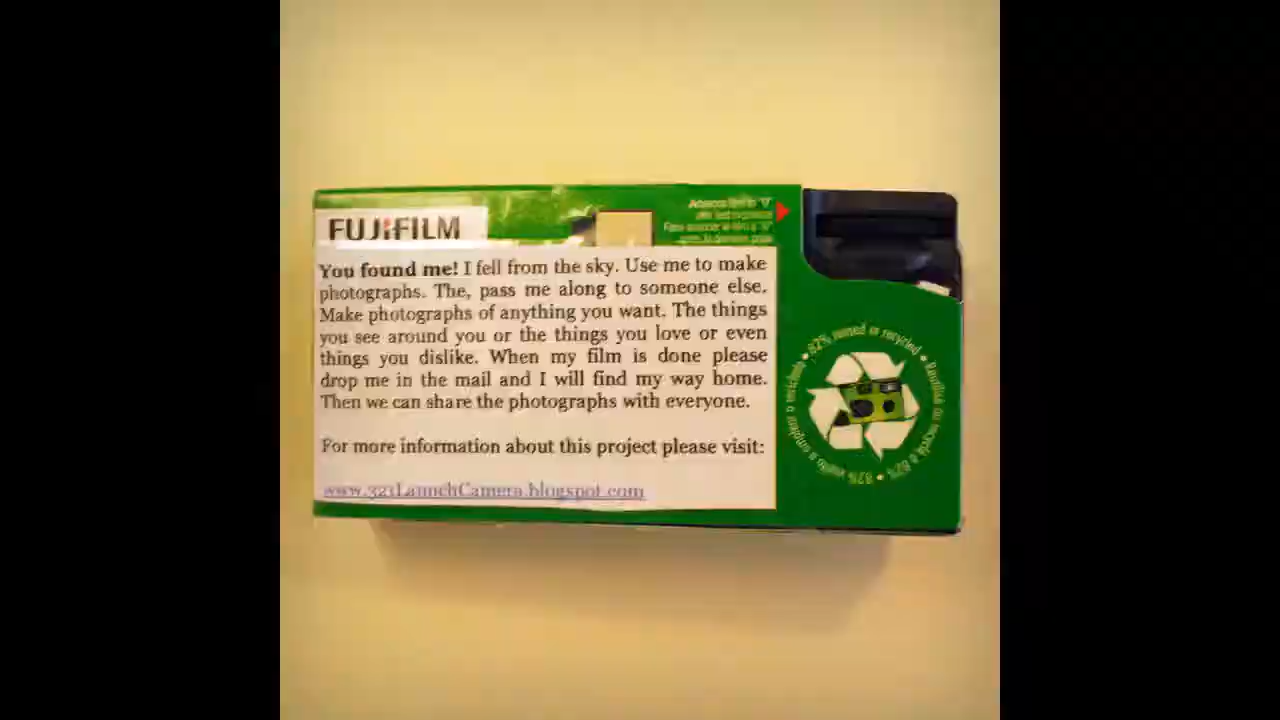 FUJIFILM
You found me! I fell from the sky. Use me to make
photographs. The, pass me along to someone else.
Make photographs of anything you want. The things
you see around you or the things you love or even
things you dislike. When my film is done please
drop me in the mail and I will find my way home.
Then we can share the photographs with everyone.
For more information about this project please visit:
www.321LaunchCamera.blogspot.com
82% reused or recycled